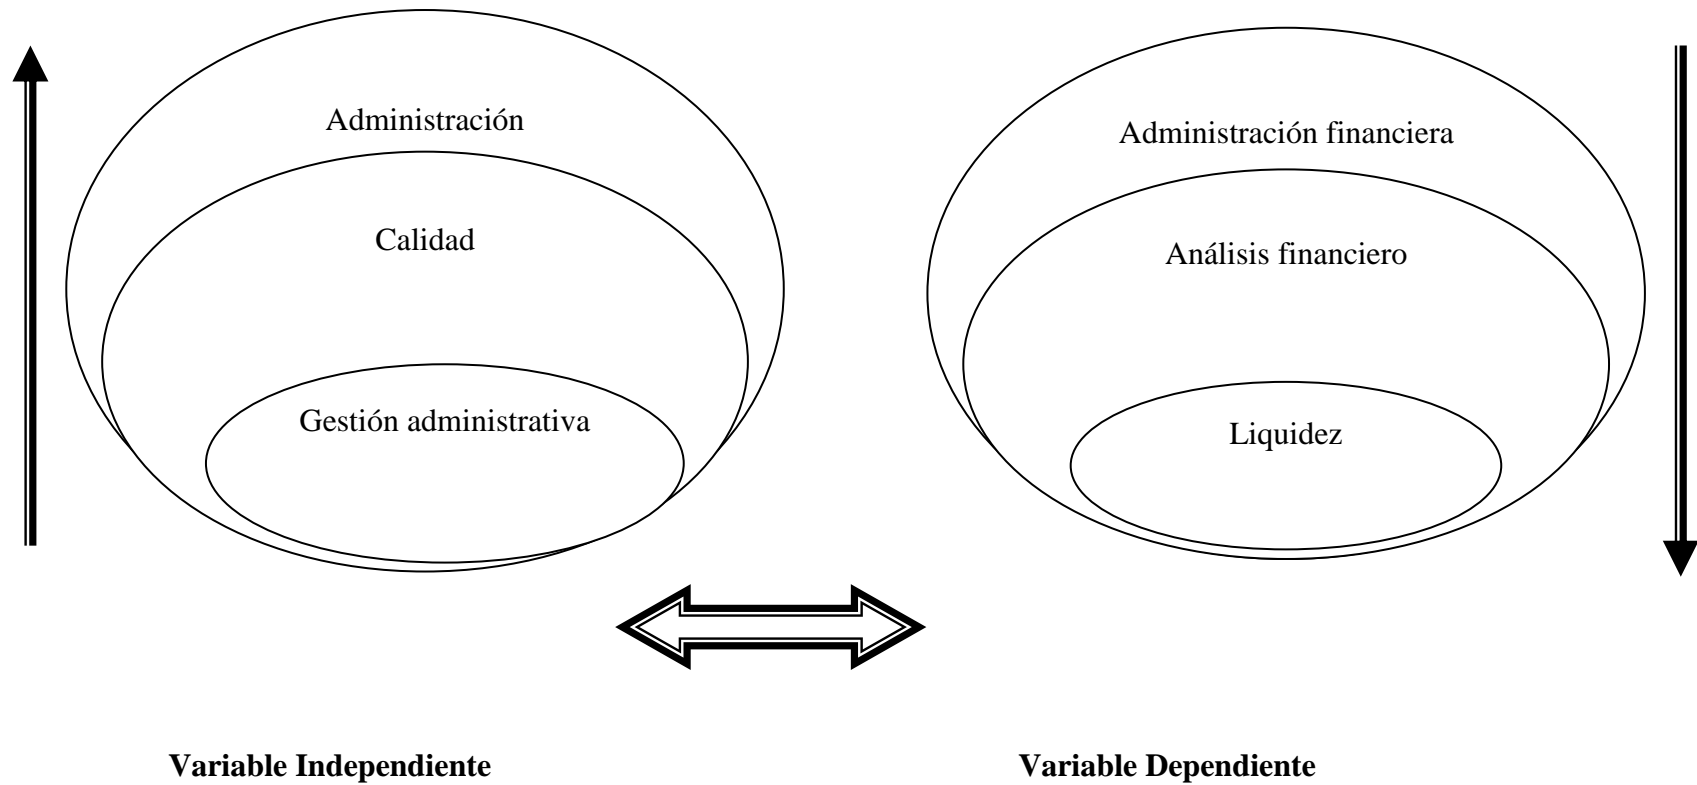 Administración
Calidad
Gestión administrativa
Administración financiera
Análisis financiero
Liquidez
Variable Independiente
Variable Dependiente